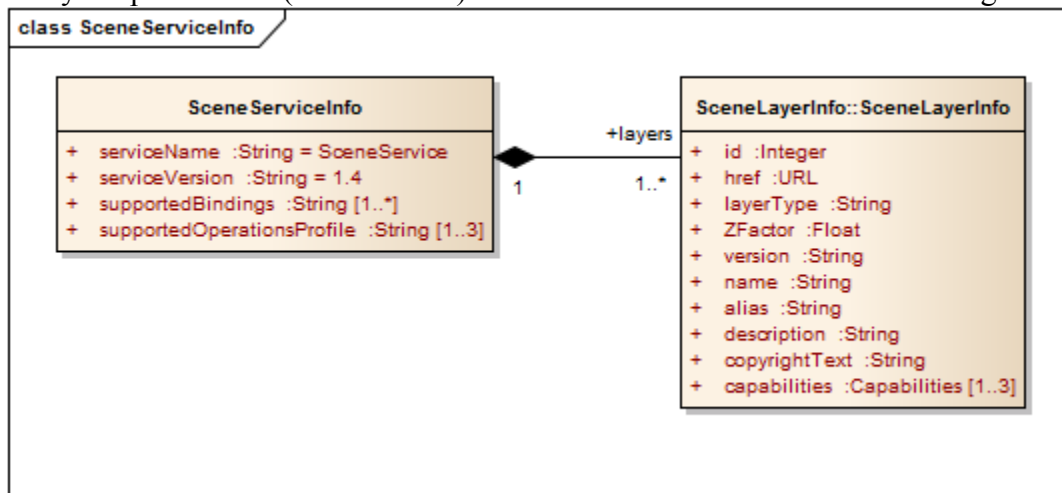 class SceneServiceInfo
SceneServiceInfo
+ serviceName :String = SceneService
+ serviceVersion :String = 1.4
+ supportedBindings :String [1..*]
+ supportedOperationsProfile :String [1..3]
+layers
1
1..*
SceneLayerInfo::SceneLayerInfo
+ id :Integer
+ href :URL
+ layerType :String
+ ZFactor :Float
+ version :String
+ name :String
+ alias :String
+ description :String
+ copyrightText :String
+ capabilities :Capabilities [1..3]